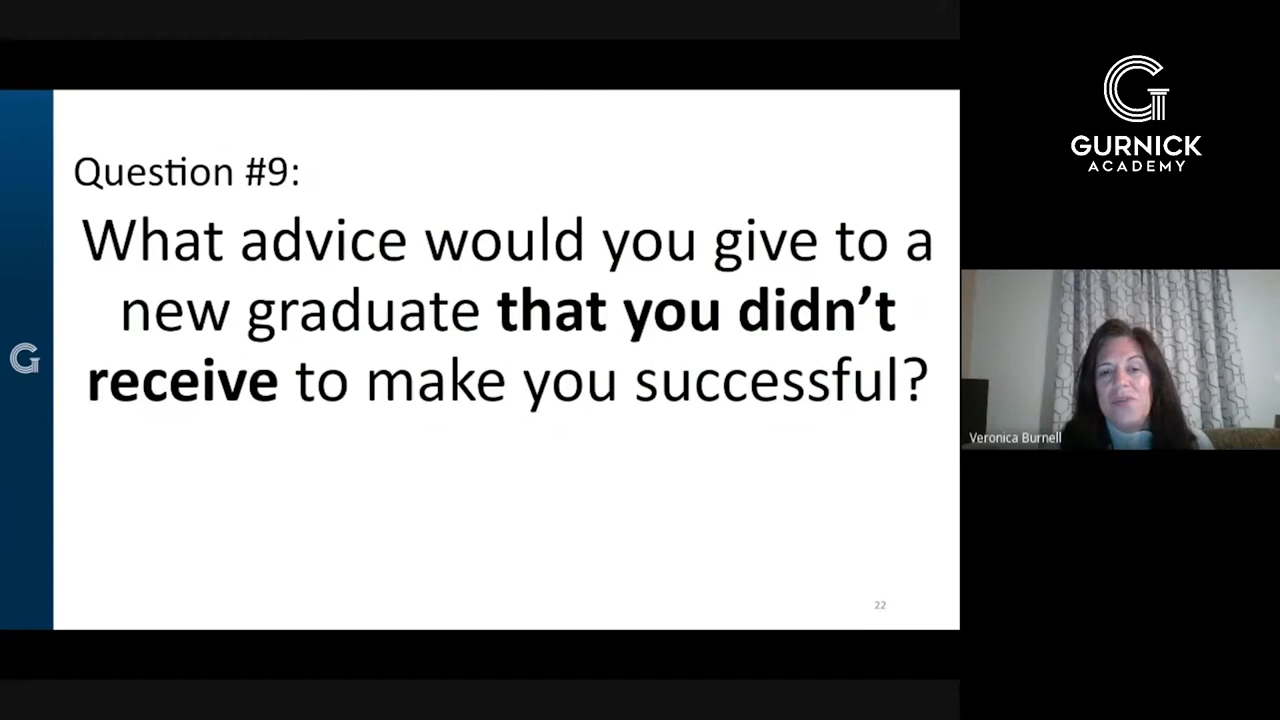 Question #9:
What advice would you give to a
new graduate that you didn’t
receive to make you successful?
22
GURNICK
ACADEMY
Veronica Burnell